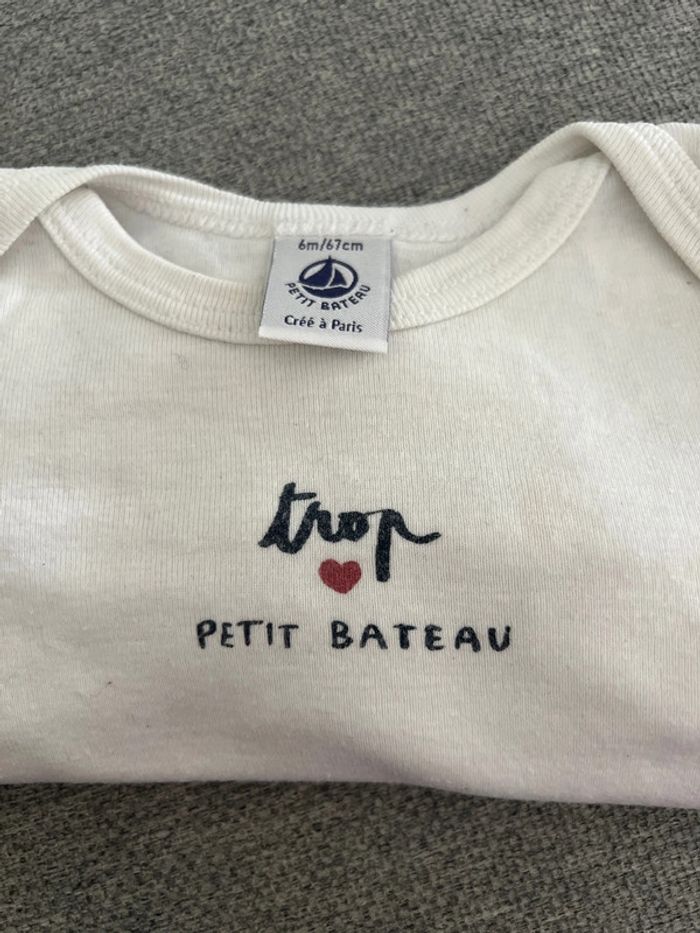 6m/67cm
PETIT BATEAU
Créé à Paris
trop
PETIT BATEAU